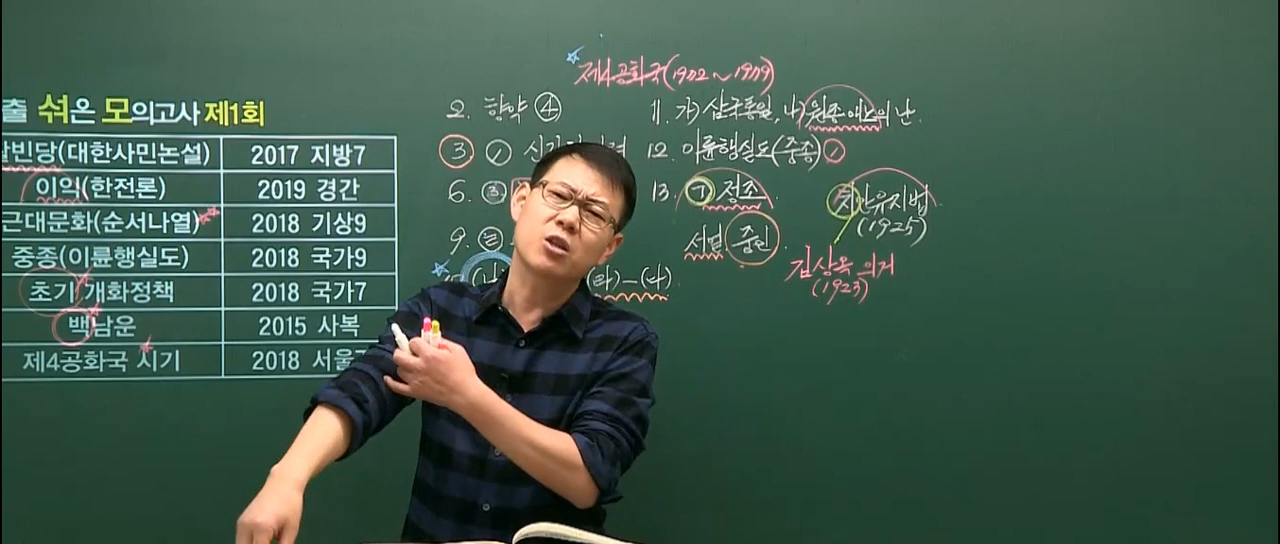 출 섞은 모의고사 제1회
빈당(대한사민논설) 2017 지방7
이익(한전론) 2019 경간
근대문화(순서나열) 2018 기상9
중종(이륜행실도) 2018 국가9
초기 개화정책 2018 국가7
백남운 2015 사복
제4공화국 시기 2018 서울
제4공화국(1972~1979)
2. 향약 ④
3. ✓
6. ③
9. ㄹ
(라)-(다)
11. 가) 삼국통일, 나) 원종 애노의 난
12. 이륜행실도(중종)
13. ㄱ 정조
서얼 중인
치안유지법
(1925)
김상옥 의거
(1923)